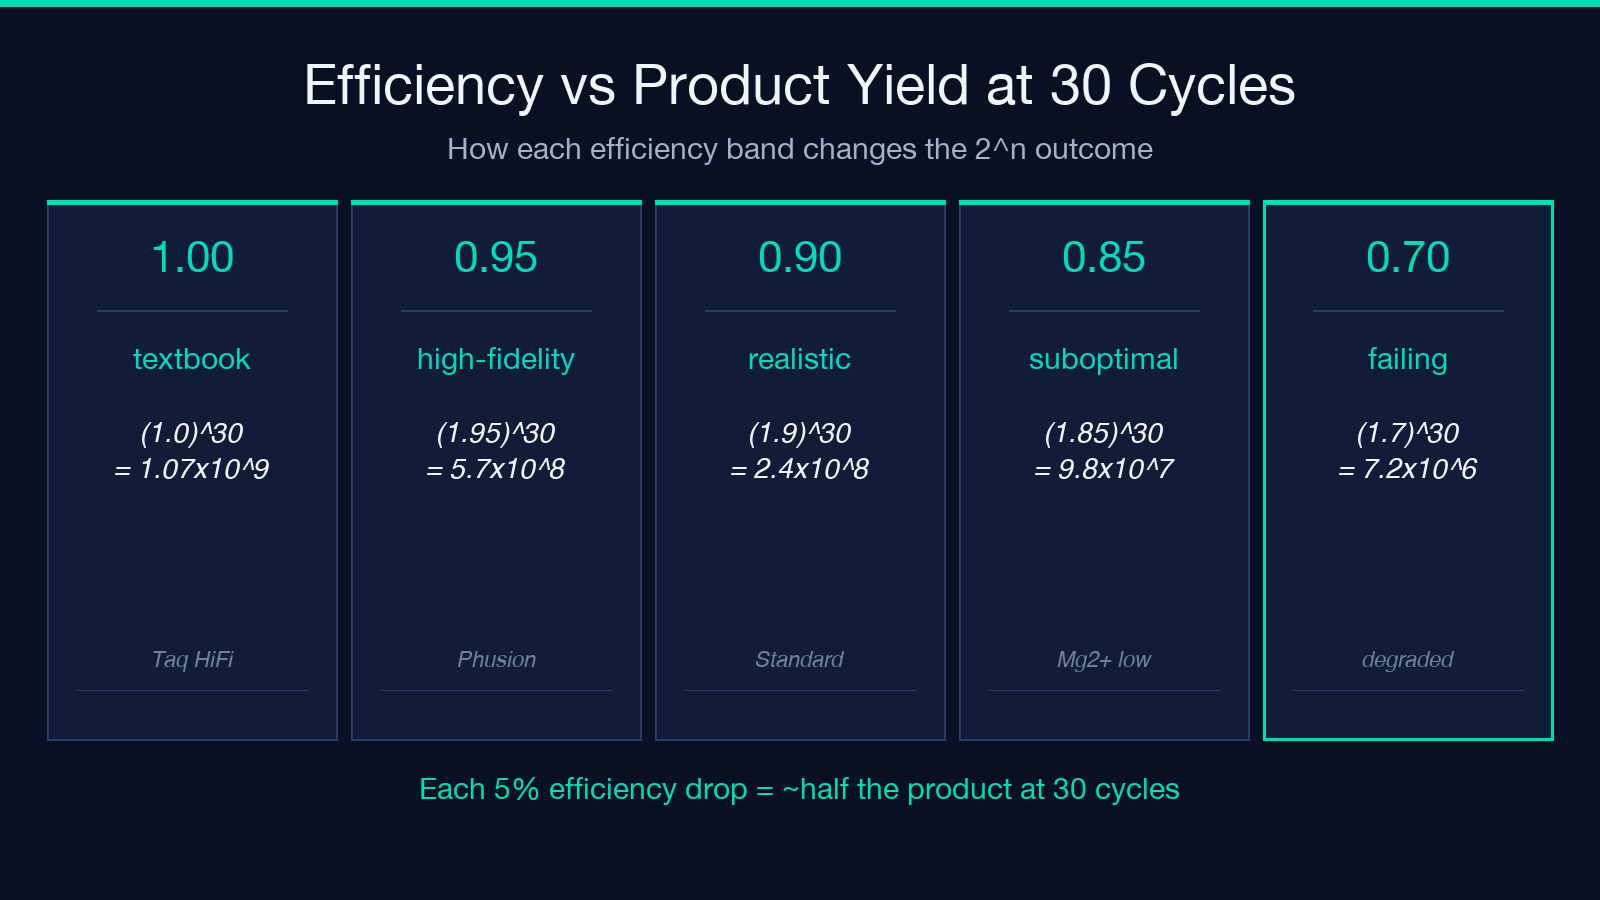 Efficiency vs Product Yield at 30 Cycles
How each efficiency band changes the 2^n outcome
1.00
textbook
(1.0)^30
= 1.07x10^9
Taq HiFi
0.95
high-fidelity
(1.95)^30
= 5.7x10^8
Phusion
0.90
realistic
(1.9)^30
= 2.4x10^8
Standard
0.85
suboptimal
(1.85)^30
= 9.8x10^7
Mg2+ low
0.70
failing
(1.7)^30
= 7.2x10^6
degraded
Each 5% efficiency drop = ~half the product at 30 cycles